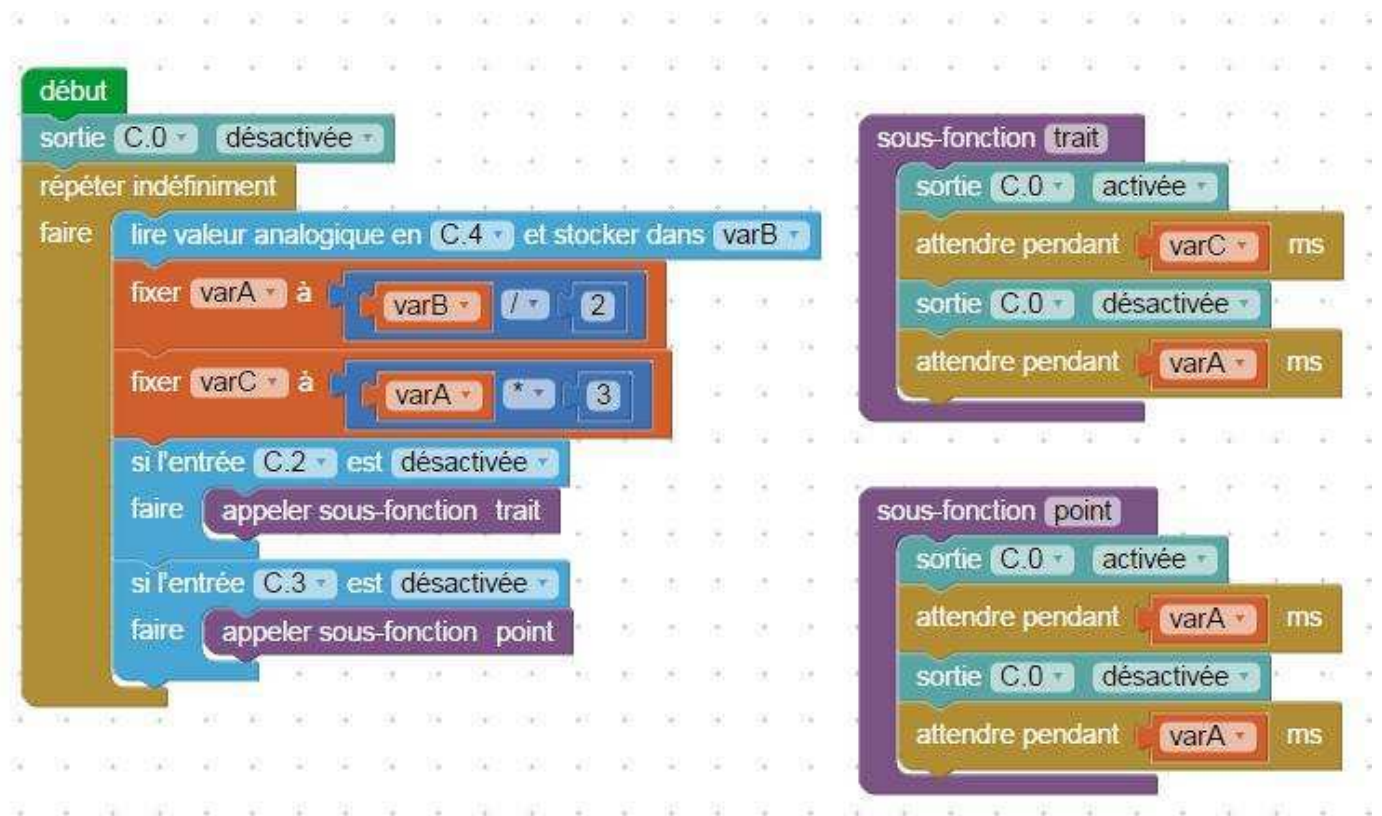 début
sortie C.0 désactivée
répéter indéfiniment
faire lire valeur analogique en C.4 et stocker dans varB
fixer varA à varB / 2
fixer varC à varA * 3
si l'entrée C.2 est désactivée
faire appeler sous-fonction trait
si l'entrée C.3 est désactivée
faire appeler sous-fonction point
sous-fonction trait
sortie C.0 activée
attendre pendant varC ms
sortie C.0 désactivée
attendre pendant varA ms
sous-fonction point
sortie C.0 activée
attendre pendant varA ms
sortie C.0 désactivée
attendre pendant varA ms